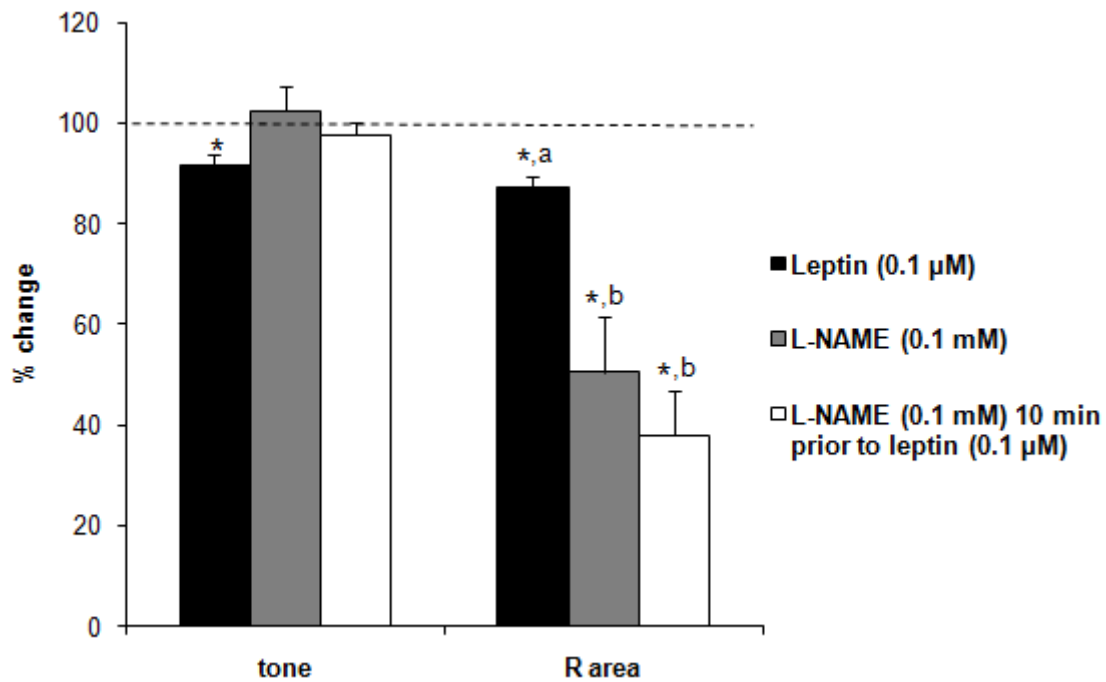 120
100
80
60
40
20
0
% change
*
*,a
*,b
*,b
tone
R area
Leptin (0.1 µM)
L-NAME (0.1 mM)
L-NAME (0.1 mM) 10 min
prior to leptin (0.1 µM)